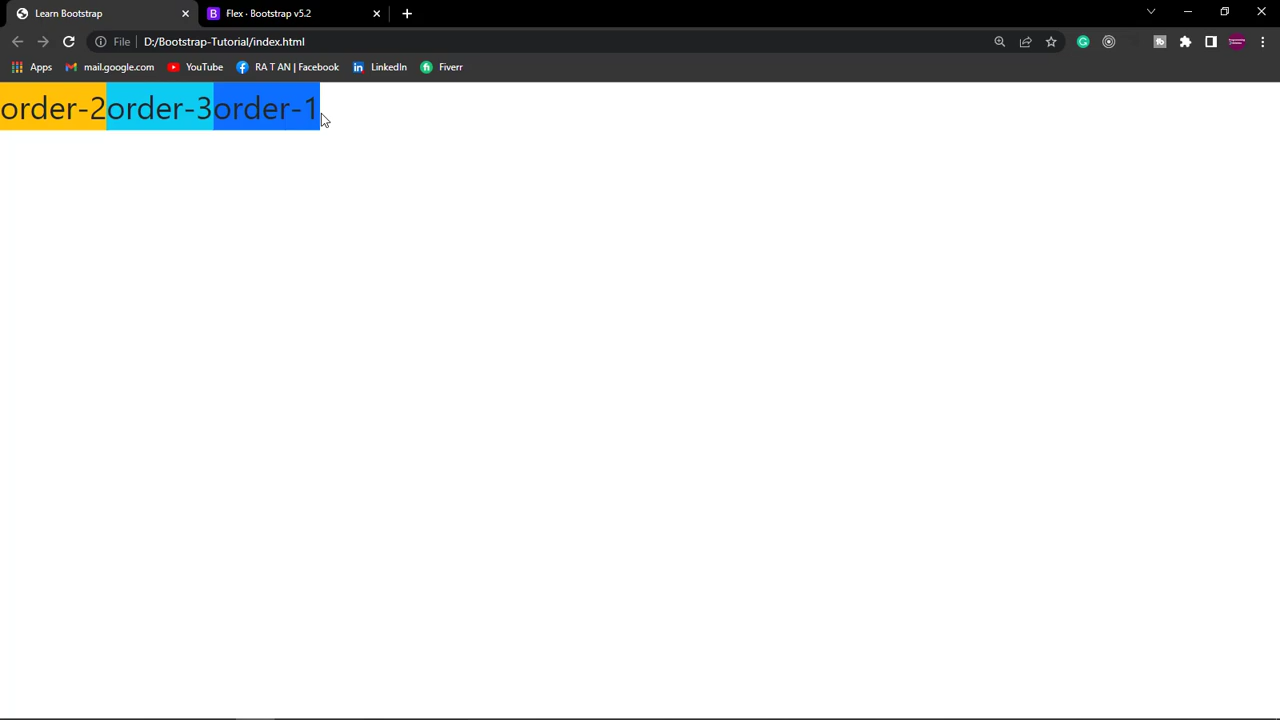 Learn Bootstrap
Flex · Bootstrap v5.2
File D:/Bootstrap-Tutorial/index.html
Apps mail.google.com YouTube RA T AN | Facebook LinkedIn Fiverr
order-2order-3order-1